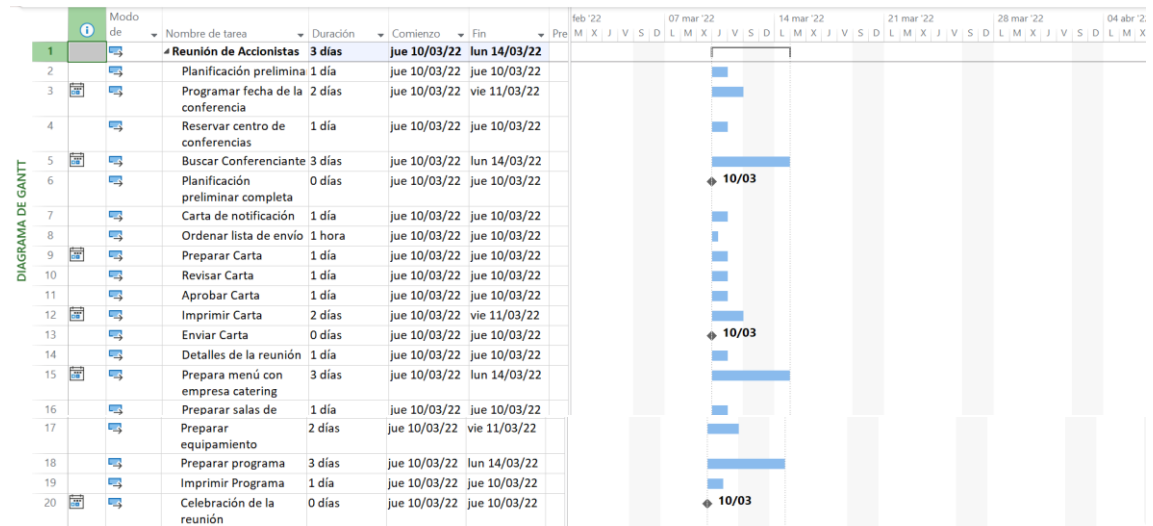 Modo
de
Nombre de tarea Duración Comienzo Fin Pre
feb '22 07 mar '22 14 mar '22 21 mar '22 28 mar '22 04 abr '2
M X J V S D L M X J V S D L M X J V S D L M X J V S D L M X J V S D L M X
DIAGRAMA DE GANTT
1 Reunión de Accionistas 3 días jue 10/03/22 lun 14/03/22
2 Planificación prelimina 1 día jue 10/03/22 jue 10/03/22
3 Programar fecha de la 2 días jue 10/03/22 vie 11/03/22
conferencia
4 Reservar centro de 1 día jue 10/03/22 jue 10/03/22
conferencias
5 Buscar Conferenciante 3 días jue 10/03/22 lun 14/03/22
6 Planificación 0 días jue 10/03/22 jue 10/03/22 10/03
preliminar completa
7 Carta de notificación 1 día jue 10/03/22 jue 10/03/22
8 Ordenar lista de envío 1 hora jue 10/03/22 jue 10/03/22
9 Preparar Carta 1 día jue 10/03/22 jue 10/03/22
10 Revisar Carta 1 día jue 10/03/22 jue 10/03/22
11 Aprobar Carta 1 día jue 10/03/22 jue 10/03/22
12 Imprimir Carta 2 días jue 10/03/22 vie 11/03/22
13 Enviar Carta 0 días jue 10/03/22 jue 10/03/22 10/03
14 Detalles de la reunión 1 día jue 10/03/22 jue 10/03/22
15 Prepara menú con 3 días jue 10/03/22 lun 14/03/22
empresa catering
16 Preparar salas de 1 día jue 10/03/22 jue 10/03/22
17 Preparar 2 días jue 10/03/22 vie 11/03/22
equipamiento
18 Preparar programa 3 días jue 10/03/22 lun 14/03/22
19 Imprimir Programa 1 día jue 10/03/22 jue 10/03/22
20 Celebración de la 0 días jue 10/03/22 jue 10/03/22 10/03
reunión